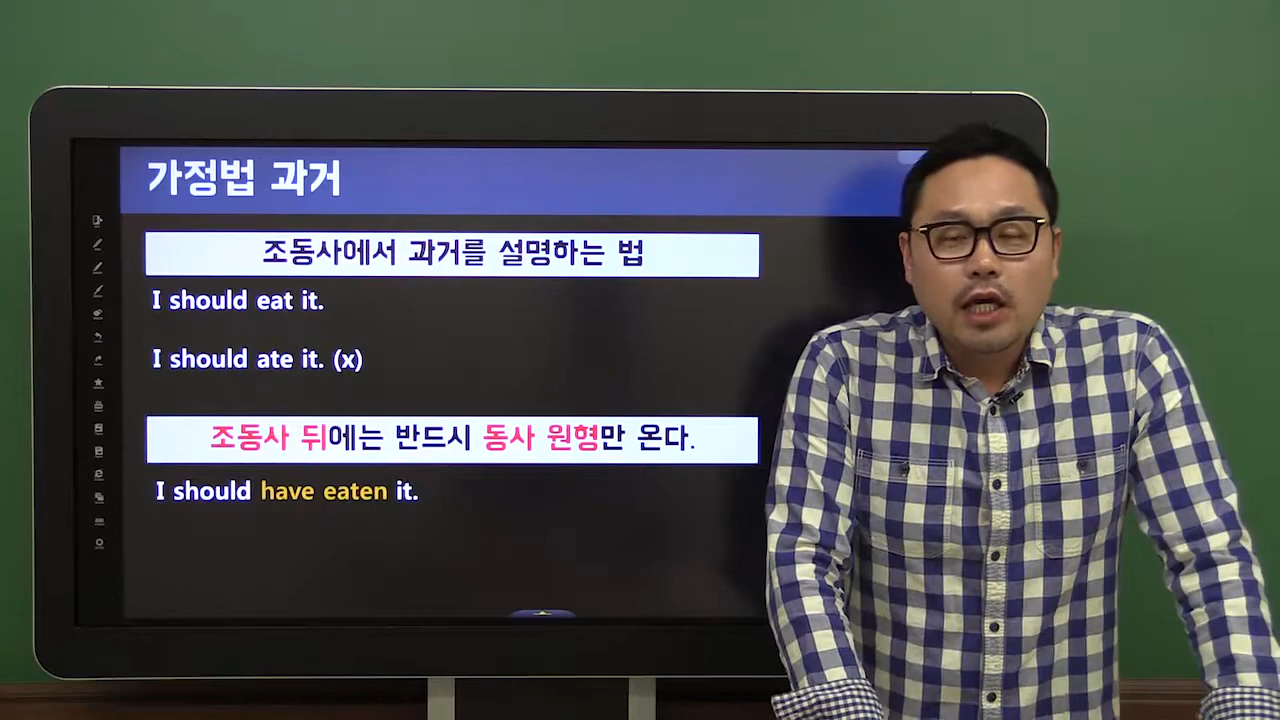 가정법 과거
조동사에서 과거를 설명하는 법
I should eat it.
I should ate it. (x)
조동사 뒤에는 반드시 동사 원형만 온다.
I should have eaten it.